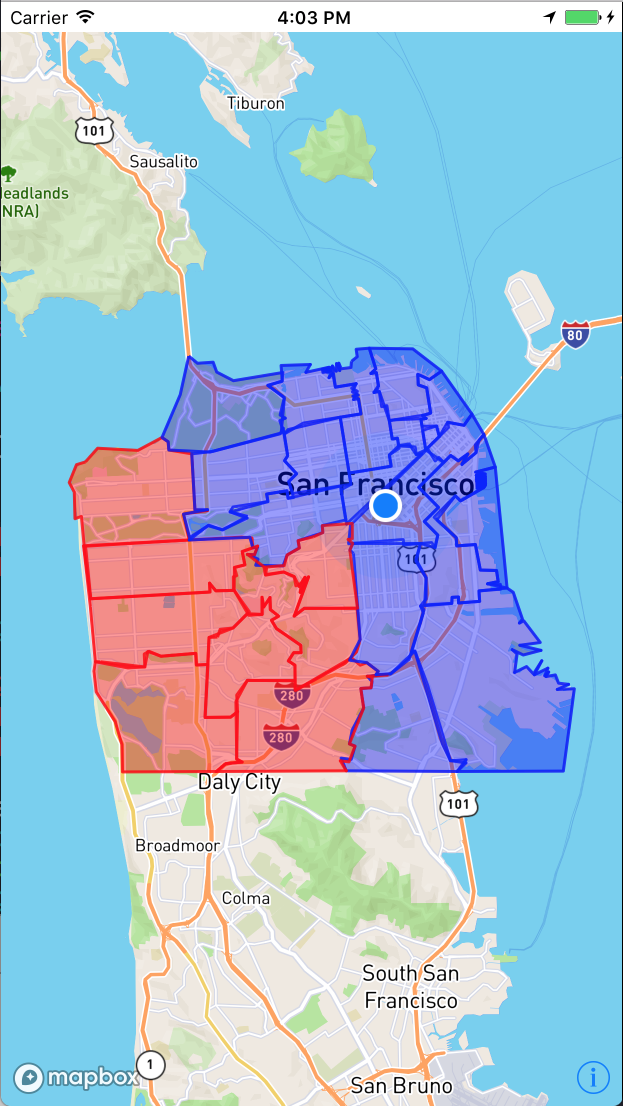 Carrier 4:03 PM
Tiburon
101
Sausalito
Headlands
NRA)
80
San Francisco
101
280
280
Daly City
101
Broadmoor
Colma
South San
Francisco
1
mapbox
San Bruno
i